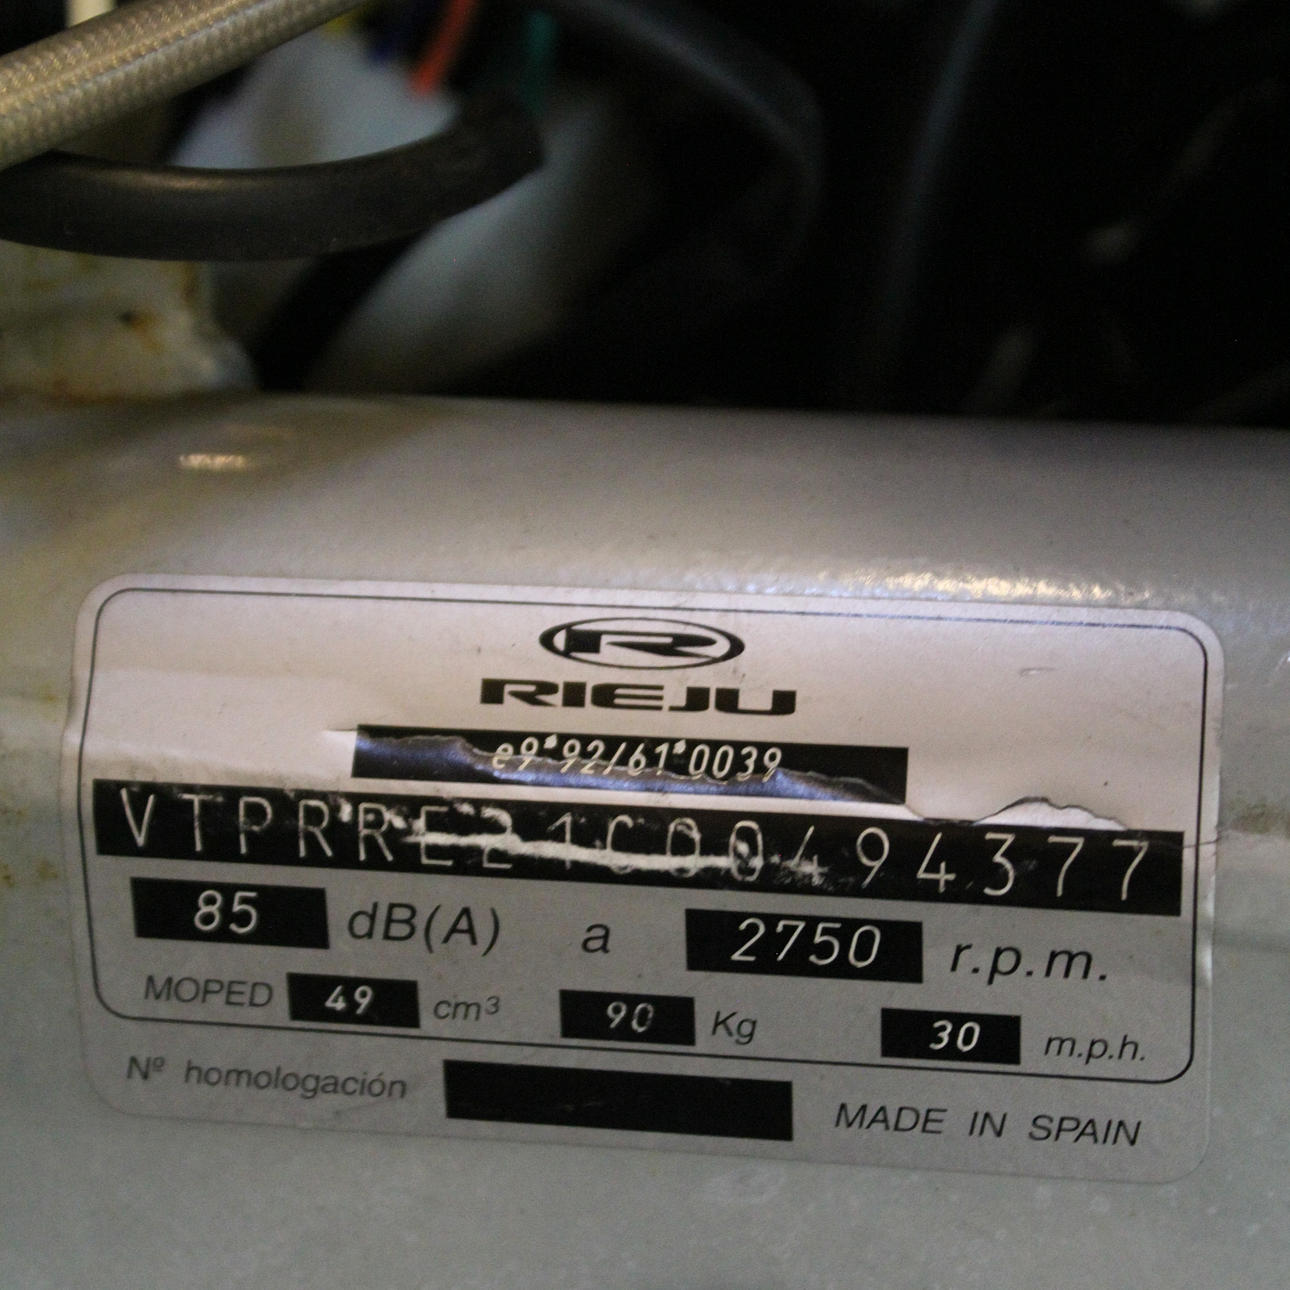 R
RIEJU
e9*92/61*0039
85 dB(A) a 2750 r.p.m.
MOPED 49 cm³ 90 Kg 30 m.p.h.
Nº homologación MADE IN SPAIN